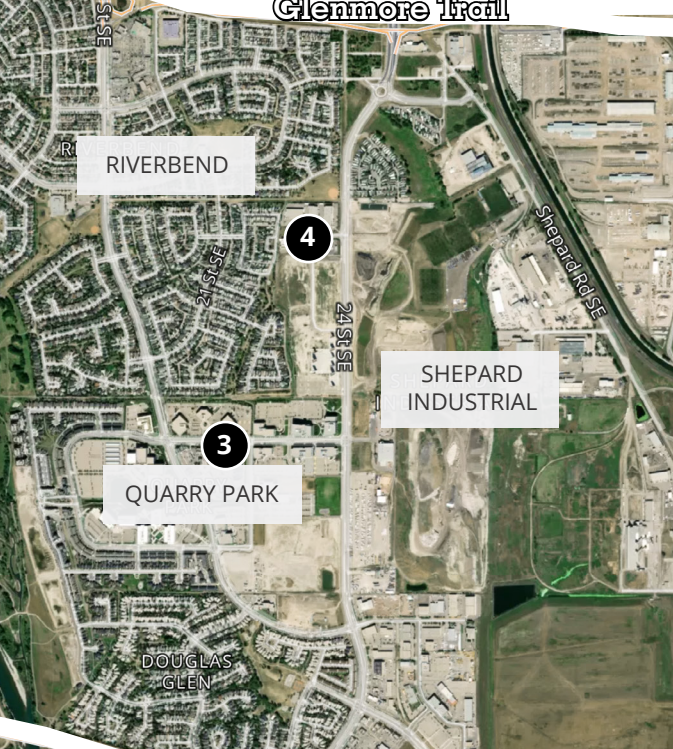 Glenmore Trail
St SE
RIVERBEND
4
21 St SE
24 St SE
Shepard Rd SE
SHEPARD
INDUSTRIAL
3
QUARRY PARK
DOUGLAS
GLEN